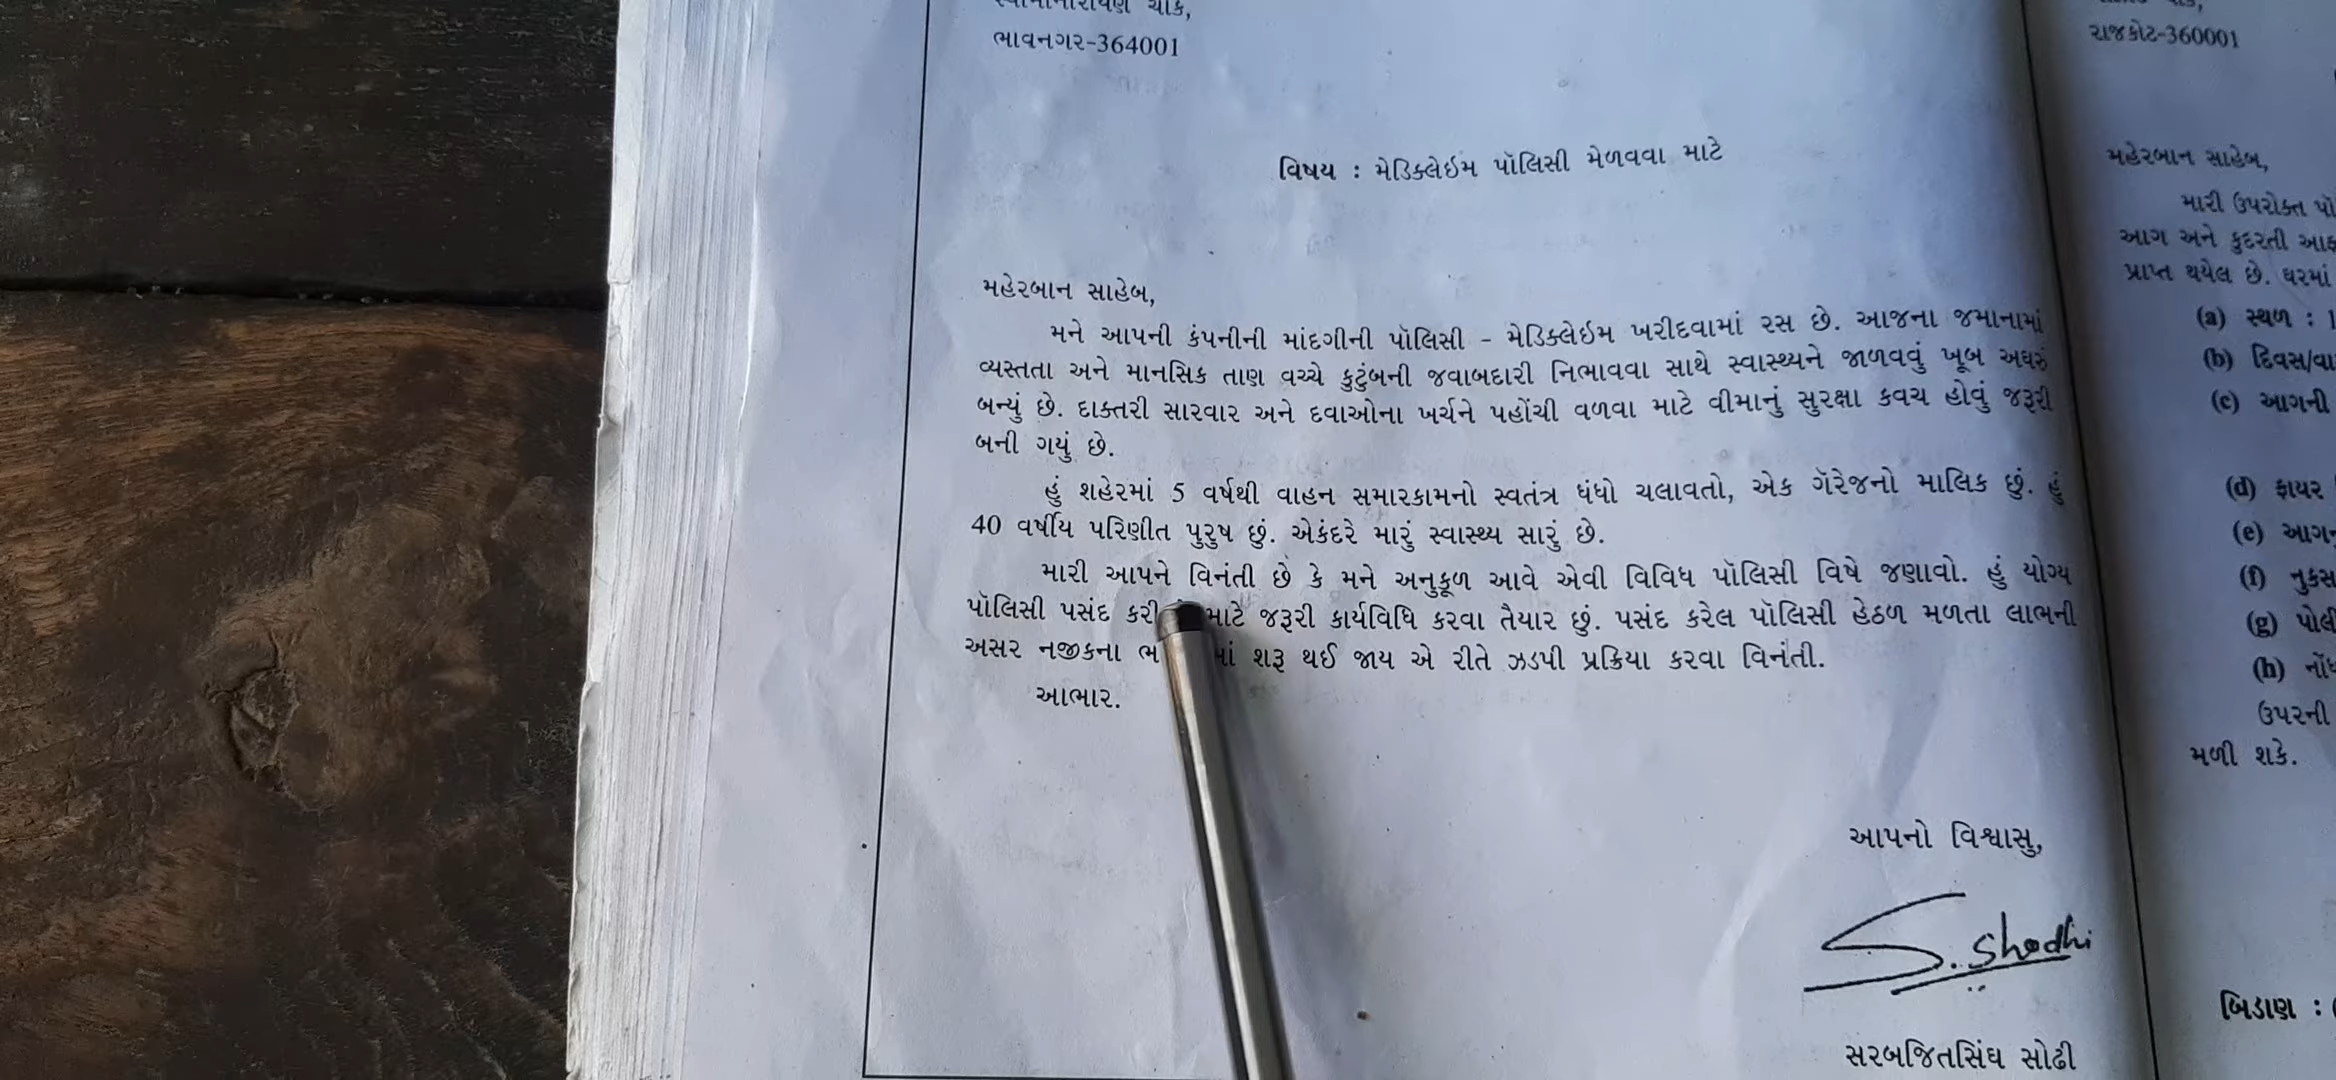 ભાવનગર-364001
વિષય : મેડિક્લેઇમ પૉલિસી મેળવવા માટે
મહેરબાન સાહેબ,
મને આપની કંપનીની માંદગીની પૉલિસી - મેડિક્લેઇમ ખરીદવામાં રસ છે. આજના જમાનામાં
વ્યસ્તતા અને માનસિક તાણ વચ્ચે કુટુંબની જવાબદારી નિભાવવા સાથે સ્વાસ્થ્યને જાળવવું ખૂબ અઘરું
બન્યું છે. દાક્તરી સારવાર અને દવાઓના ખર્ચને પહોંચી વળવા માટે વીમાનું સુરક્ષા કવચ હોવું જરૂરી
બની ગયું છે.
હું શહેરમાં 5 વર્ષથી વાહન સમારકામનો સ્વતંત્ર ધંધો ચલાવતો, એક ગૅરેજનો માલિક છું. હું
40 વર્ષીય પરિણીત પુરુષ છું. એકંદરે મારું સ્વાસ્થ્ય સારું છે.
મારી આપને વિનંતી છે કે મને અનુકૂળ આવે એવી વિવિધ પૉલિસી વિષે જણાવો. હું યોગ્ય
પૉલિસી પસંદ કરી માટે જરૂરી કાર્યવિધિ કરવા તૈયાર છું. પસંદ કરેલ પૉલિસી હેઠળ મળતા લાભની
અસર નજીકના શરૂ થઈ જાય એ રીતે ઝડપી પ્રક્રિયા કરવા વિનંતી.
આભાર.
આપનો વિશ્વાસુ,
S. Shodhi
સરબજિતસિંઘ સોઢી
રાજકોટ-360001
મહેરબાન સાહેબ,
મારી ઉપરોક્ત
આગ અને કુદરતી
પ્રાપ્ત થયેલ છે. ઘરમાં
(a) સ્થળ :
(b) દિવસ/
(c) આગની
(d) ફાયર
(e)
(f)
(g)
(h)
ઉપરની
મળી શકે.
બિડાણ :